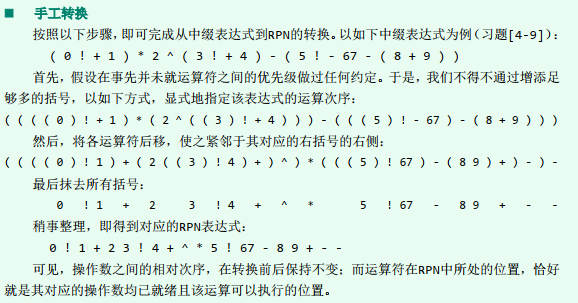 ■ 手工转换
按照以下步骤，即可完成从中缀表达式到RPN的转换。以如下中缀表达式为例（习题[4-9]）：
( 0 ! + 1 ) * 2 ^ ( 3 ! + 4 ) - ( 5 ! - 67 - ( 8 + 9 ) )
首先，假设在事先并未就运算符之间的优先级做过任何约定。于是，我们不得不通过增添足
够多的括号，以如下方式，显式地指定该表达式的运算次序：
( ( ( ( 0 ) ! + 1 ) * ( 2 ^ ( ( 3 ) ! + 4 ) ) ) - ( ( ( 5 ) ! - 67 ) - ( 8 + 9 ) ) )
然后，将各运算符后移，使之紧邻于其对应的右括号的右侧：
( ( ( ( 0 ) ! 1 ) + ( 2 ( ( 3 ) ! 4 ) + ) ^ ) * ( ( ( 5 ) ! 67 ) - ( 8 9 ) + ) - ) -
最后抹去所有括号：
0 ! 1 + 2 3 ! 4 + ^ * 5 ! 67 - 8 9 + - -
稍事整理，即得到对应的RPN表达式：
0 ! 1 + 2 3 ! 4 + ^ * 5 ! 67 - 8 9 + - -
可见，操作数之间的相对次序，在转换前后保持不变；而运算符在RPN中所处的位置，恰好
就是其对应的操作数均已就绪且该运算可以执行的位置。